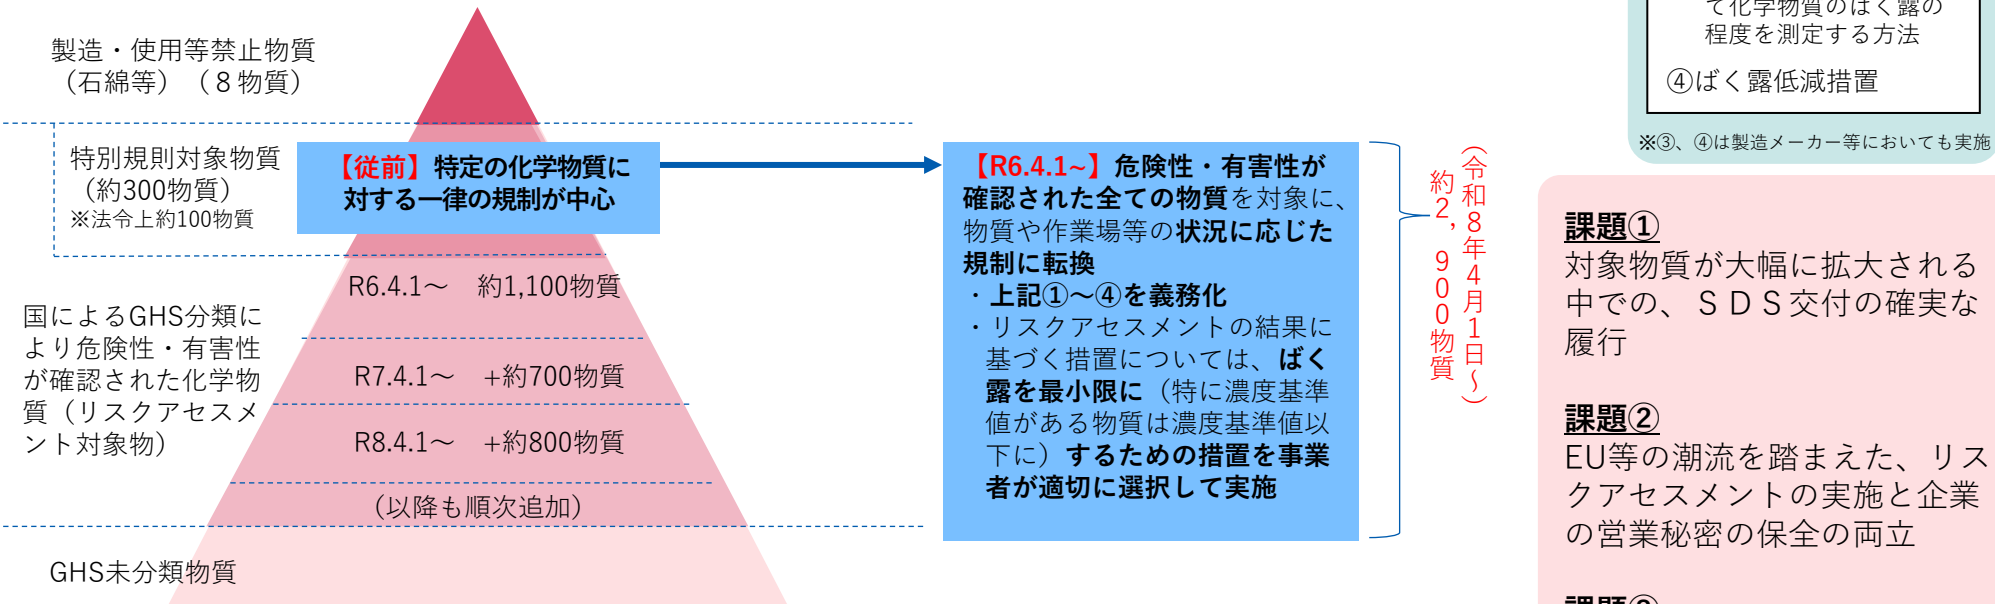 製造・使用等禁止物質
（石綿等）（８物質）
特別規則対象物質
（約300物質）
※法令上約100物質
国によるGHS分類に
より危険性・有害性
が確認された化学物
質（リスクアセスメ
ント対象物）
GHS未分類物質
【従前】特定の化学物質に
対する一律の規制が中心
R6.4.1～　約1,100物質
R7.4.1～　+約700物質
R8.4.1～　+約800物質
（以降も順次追加）
【R6.4.1~】危険性・有害性が
確認された全ての物質を対象に、
物質や作業場等の状況に応じた
規制に転換
・上記①～④を義務化
・リスクアセスメントの結果に
基づく措置については、ばく
露を最小限に（特に濃度基準
値がある物質は濃度基準値以
下に）するための措置を事業
者が適切に選択して実施
（令和８年４月１日～）
約２，９００物質
て化学物質のばく露の
程度を測定する方法
④ばく露低減措置
※③、④は製造メーカー等においても実施
課題①
対象物質が大幅に拡大される
中での、ＳＤＳ交付の確実な
履行
課題②
EU等の潮流を踏まえた、リス
クアセスメントの実施と企業
の営業秘密の保全の両立